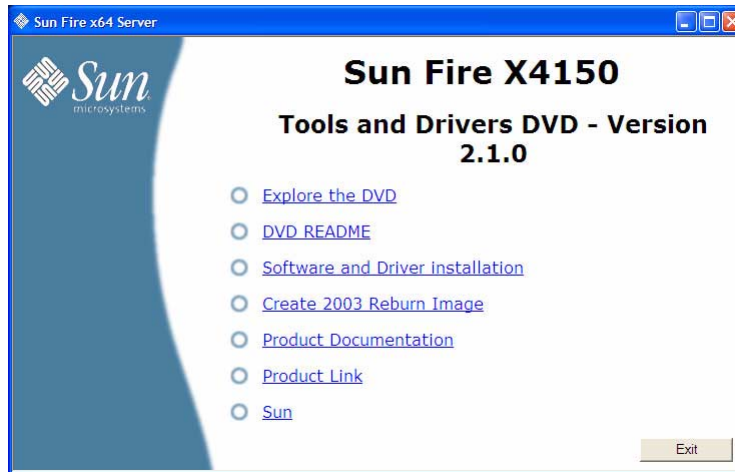 Sun Fire x64 Server
Sun
microsystems
Sun Fire X4150
Tools and Drivers DVD - Version
2.1.0
Explore the DVD
DVD README
Software and Driver installation
Create 2003 Reburn Image
Product Documentation
Product Link
Sun
Exit